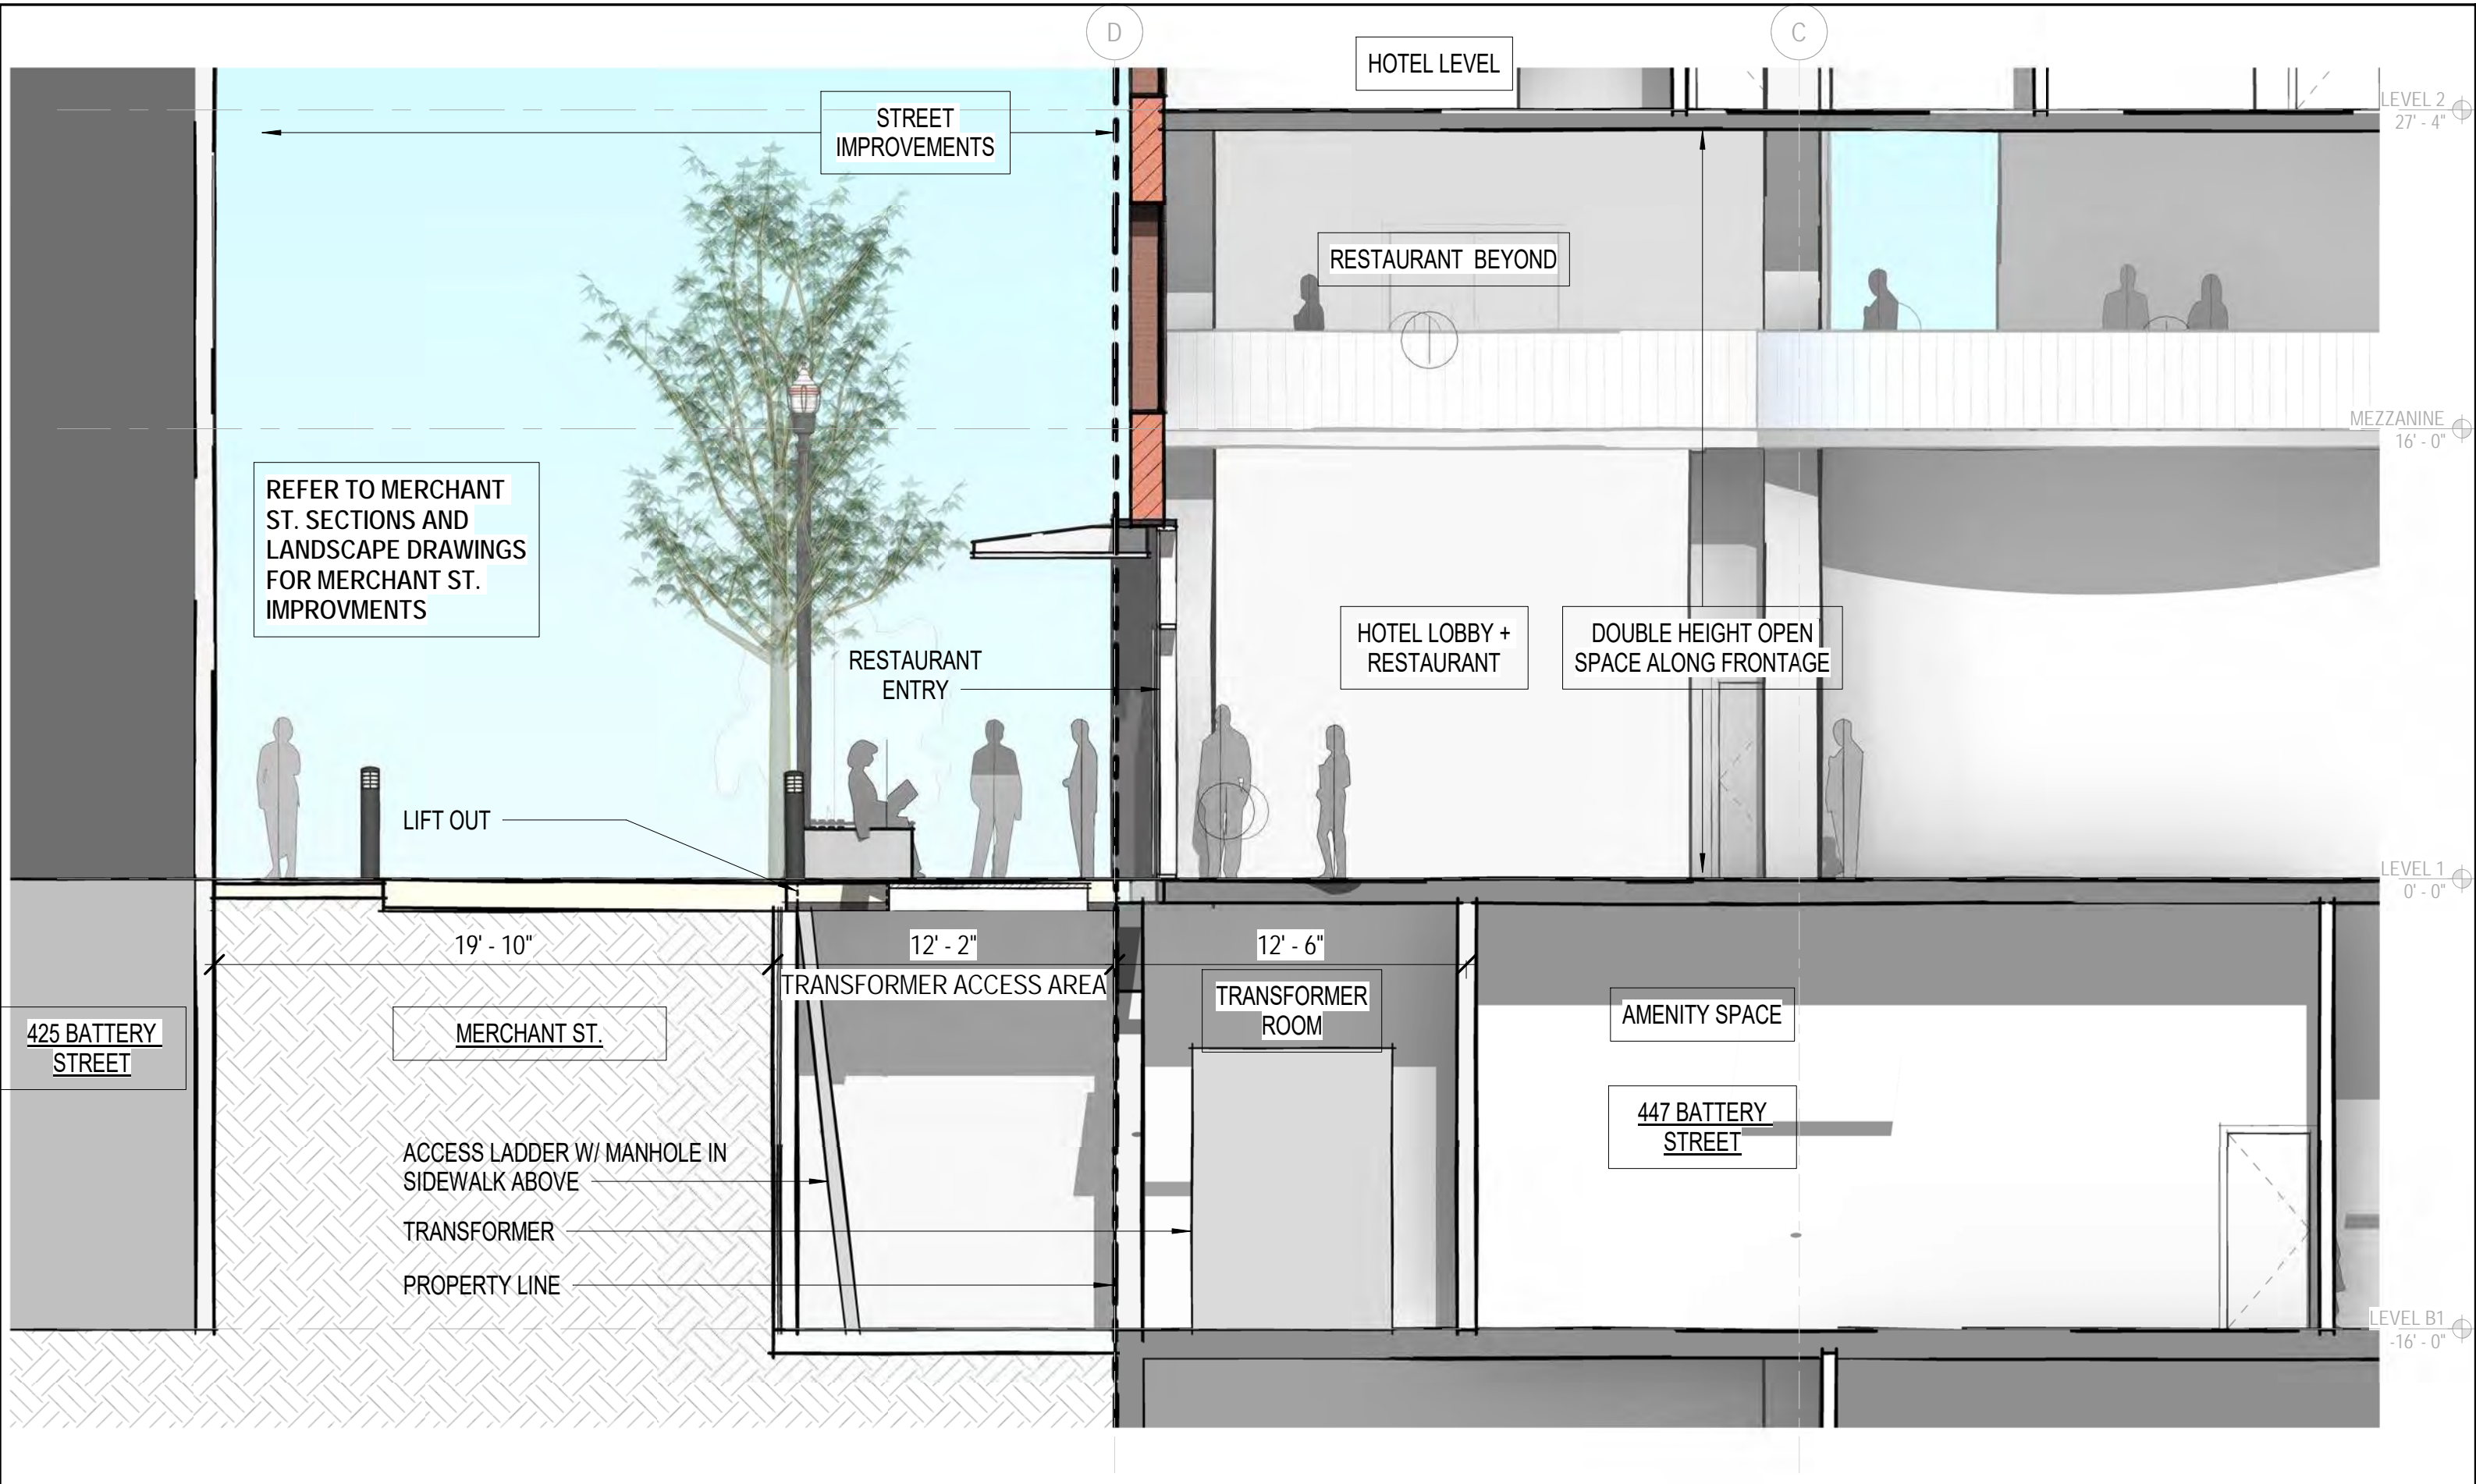 D
C
HOTEL LEVEL
STREET
IMPROVEMENTS
LEVEL 2
27' - 4"
RESTAURANT BEYOND
MEZZANINE
16' - 0"
REFER TO MERCHANT
ST. SECTIONS AND
LANDSCAPE DRAWINGS
FOR MERCHANT ST.
IMPROVMENTS
RESTAURANT
ENTRY
HOTEL LOBBY +
RESTAURANT
DOUBLE HEIGHT OPEN
SPACE ALONG FRONTAGE
LIFT OUT
LEVEL 1
0' - 0"
19' - 10"
12' - 2"
12' - 6"
TRANSFORMER ACCESS AREA
TRANSFORMER
ROOM
AMENITY SPACE
425 BATTERY
STREET
MERCHANT ST.
447 BATTERY
STREET
ACCESS LADDER W/ MANHOLE IN
SIDEWALK ABOVE
TRANSFORMER
PROPERTY LINE
LEVEL B1
-16' - 0"